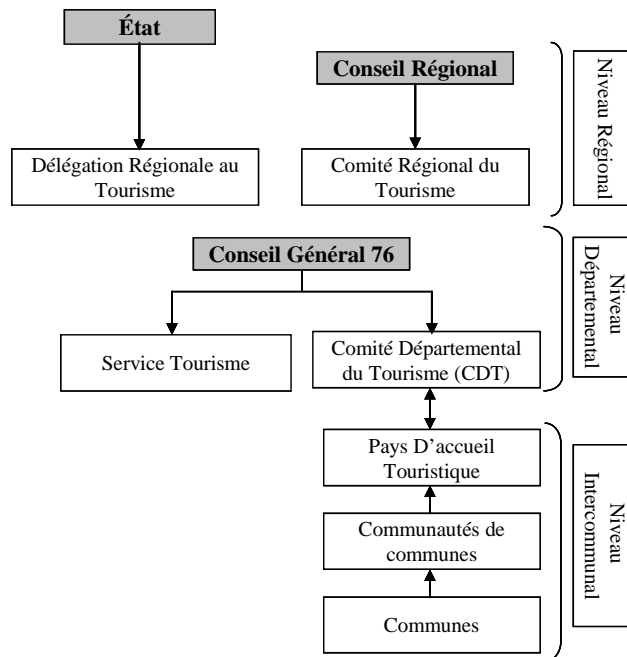 État
Conseil Régional
Délégation Régionale au
Tourisme
Comité Régional du
Tourisme
Niveau Régional
Conseil Général 76
Service Tourisme
Comité Départemental
du Tourisme (CDT)
Niveau
Départemental
Pays D'accueil
Touristique
Communautés de
communes
Communes
Niveau
Intercommunal